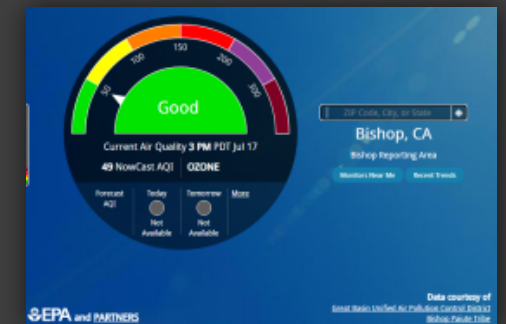 50
100
150
200
300
Good
Current Air Quality 3 PM PDT Jul 17
49 NowCast AQI OZONE
Forecast AQI
Today
Not Available
Tomorrow
Not Available
More
ZIP Code, City, or State
Bishop, CA
Bishop Reporting Area
Monitors Near Me
Recent Trends
EPA and PARTNERS
Data courtesy of
Great Basin Unified Air Pollution Control District
Bishop Paiute Tribe